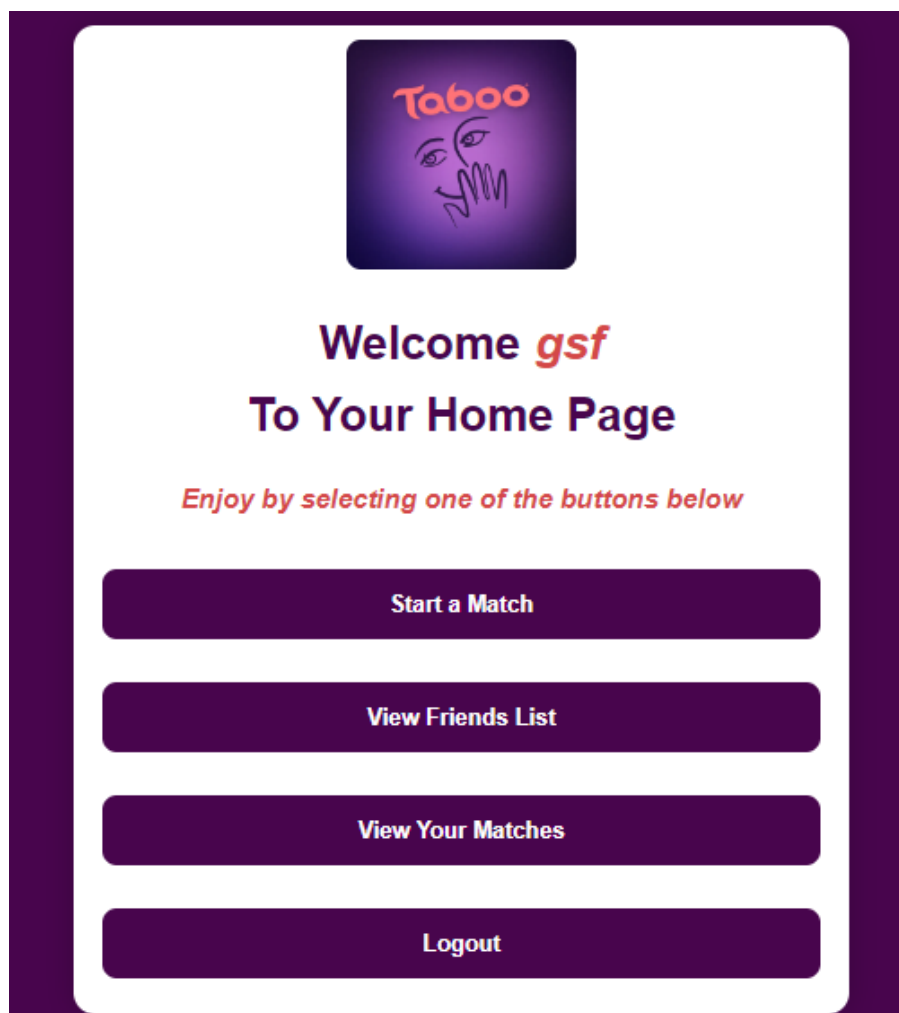 Taboo
Welcome gsf
To Your Home Page
Enjoy by selecting one of the buttons below
Start a Match
View Friends List
View Your Matches
Logout